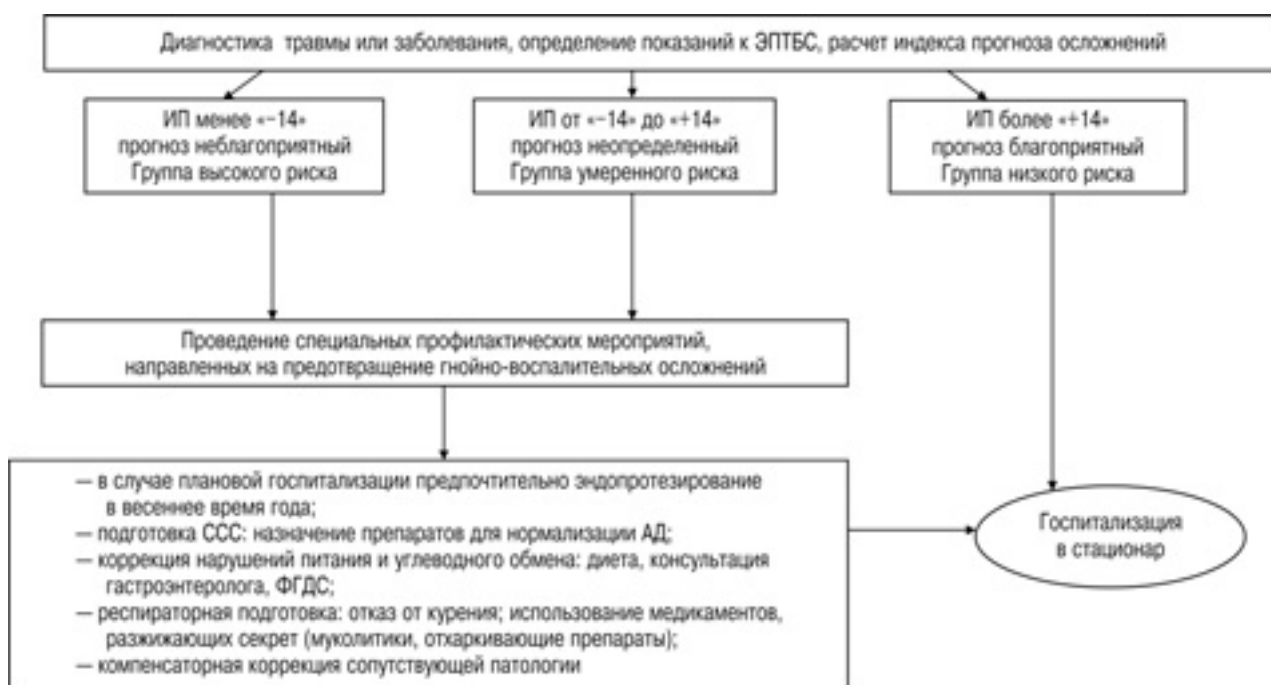 Диагностика травмы или заболевания, определение показаний к ЭПТБС, расчет индекса прогноза осложнений
ИП менее «−14»
прогноз неблагоприятный
Группа высокого риска
ИП от «−14» до «+14»
прогноз неопределенный
Группа умеренного риска
ИП более «+14»
прогноз благоприятный
Группа низкого риска
Проведение специальных профилактических мероприятий,
направленных на предотвращение гнойно-воспалительных осложнений
— в случае плановой госпитализации предпочтительно эндопротезирование
в весеннее время года;
— подготовка ССС: назначение препаратов для нормализации АД;
— коррекция нарушений питания и углеводного обмена: диета, консультация
гастроэнтеролога, ФГДС;
— респираторная подготовка: отказ от курения; использование медикаментов,
разжижающих секрет (муколитики, отхаркивающие препараты);
— компенсаторная коррекция сопутствующей патологии
Госпитализация
в стационар